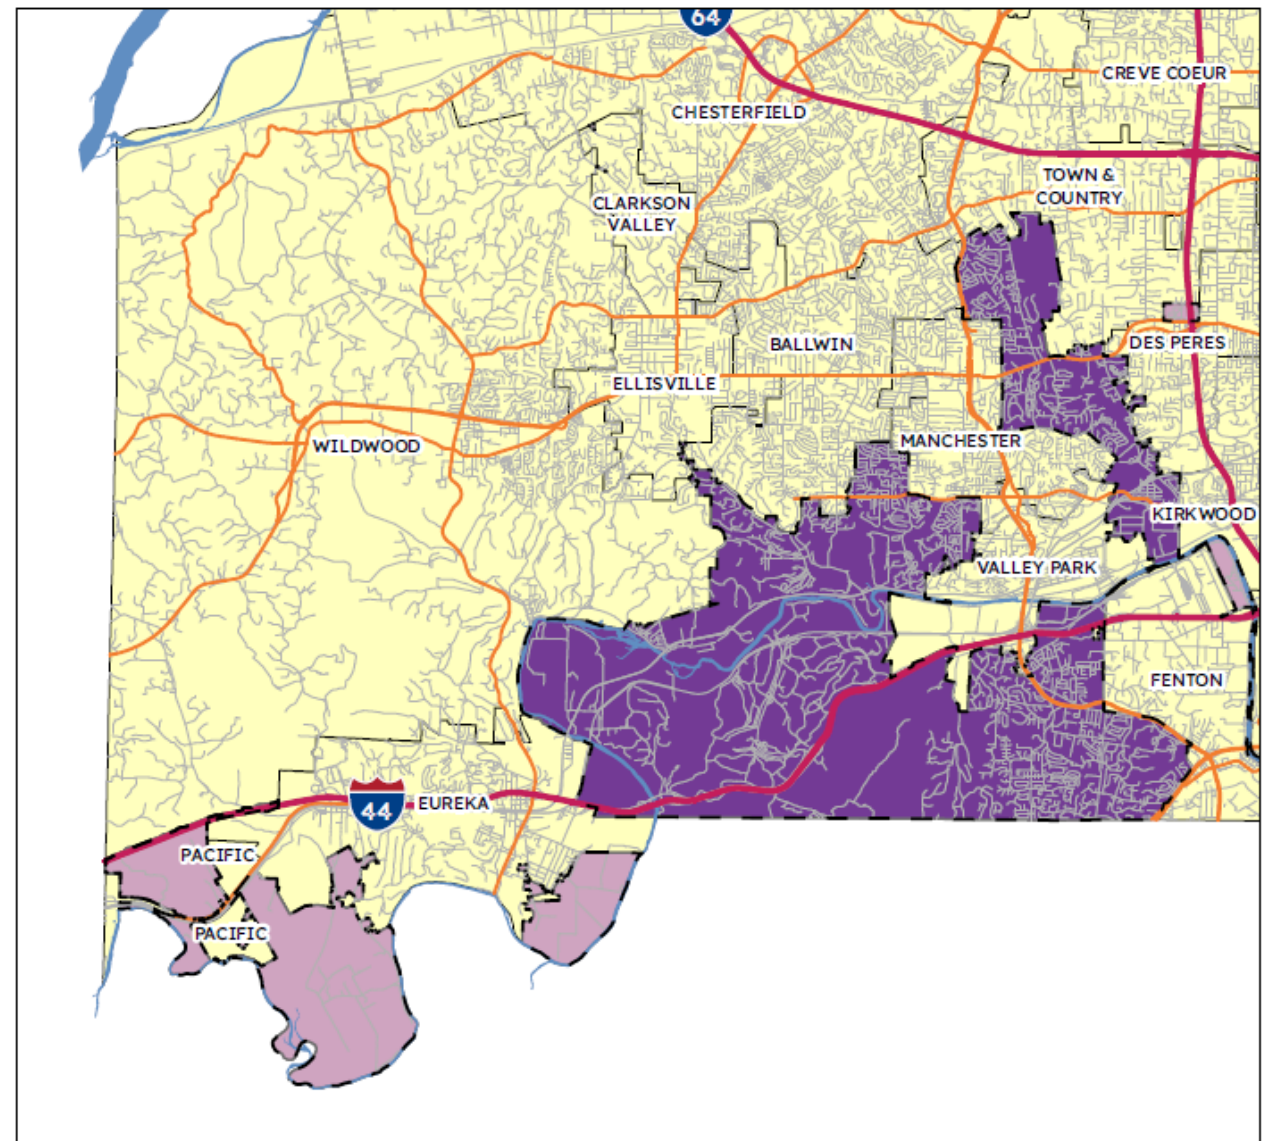 64
CREVE COEUR
CHESTERFIELD
TOWN &
COUNTRY
CLARKSON
VALLEY
BALLWIN
DES PERES
ELLISVILLE
MANCHESTER
WILDWOOD
KIRKWOOD
VALLEY PARK
FENTON
44
EUREKA
PACIFIC
PACIFIC